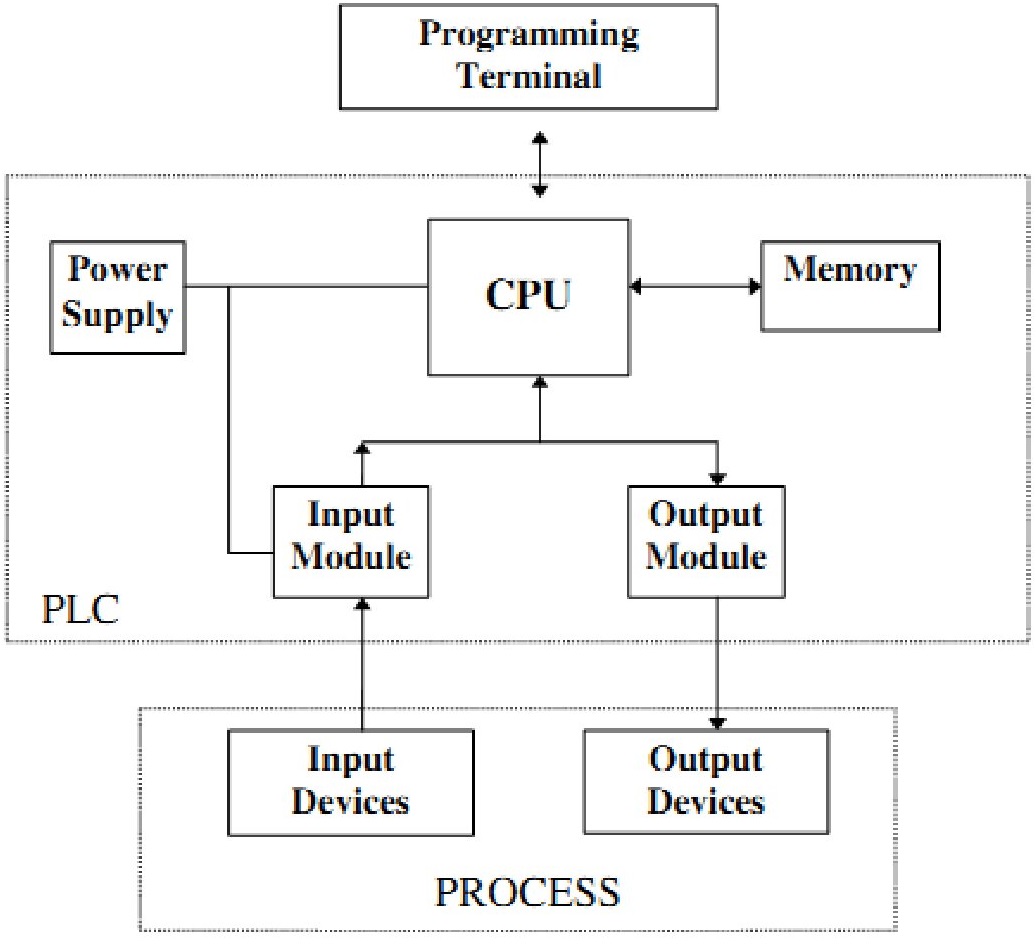 Programming
Terminal
Power
Supply
CPU
Memory
Input
Module
Output
Module
PLC
Input
Devices
Output
Devices
PROCESS